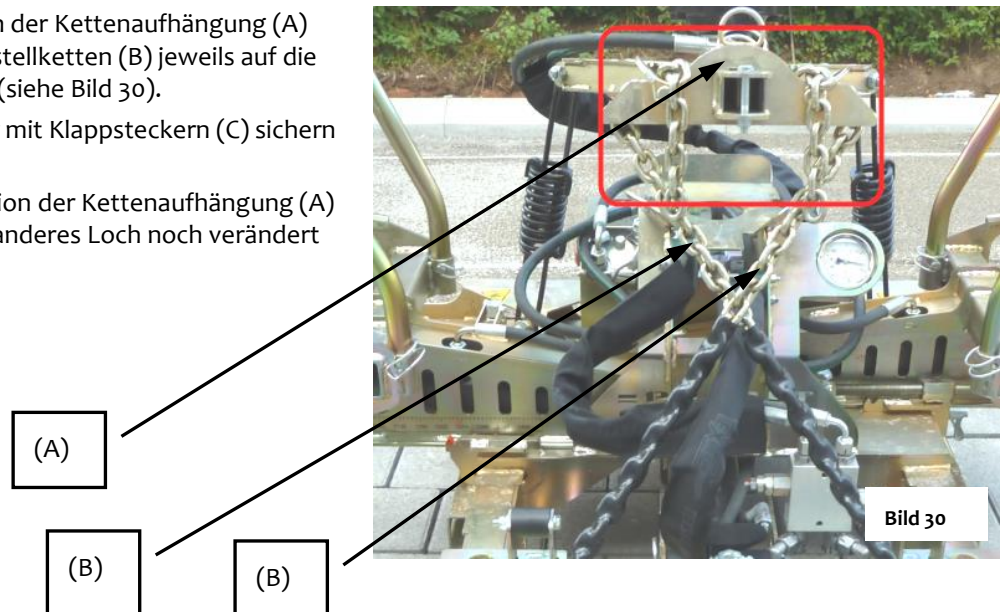 n der Kettenaufhängung (A)
stellketten (B) jeweils auf die
(siehe Bild 30).
mit Klappsteckern (C) sichern
ion der Kettenaufhängung (A)
anderes Loch noch verändert
(A)
(B)
(B)
Bild 30